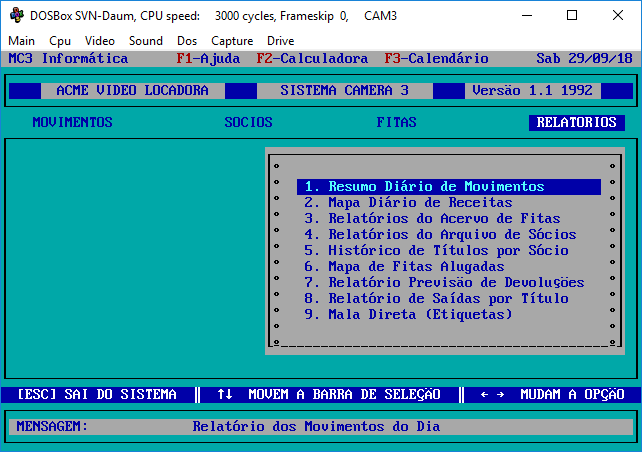 DOSBox SVN-Daum, CPU speed: 3000 cycles, Frameskip 0, CAM3
Main Cpu Video Sound Dos Capture Drive
MC3 Informática F1-Ajuda F2-Calculadora F3-Calendário Sab 29/09/18
ACME VIDEO LOCADORA SISTEMA CAMERA 3 Versäo 1.1 1992
MOVIMENTOS SOCIOS FITAS RELATORIOS
1. Resumo Diário de Movimentos
2. Mapa Diário de Receitas
3. Relatórios do Acervo de Fitas
4. Relatórios do Arquivo de Sócios
5. Histórico de Títulos por Sócio
6. Mapa de Fitas Alugadas
7. Relatório Previsäo de Devoluções
8. Relatório de Saídas por Título
9. Mala Direta (Etiquetas)
[ESC] SAI DO SISTEMA ║ ↑↓ MOVEM A BARRA DE SELEÇÄO ║ ← → MUDAM A OPÇÄO
MENSAGEM: Relatório dos Movimentos do Dia